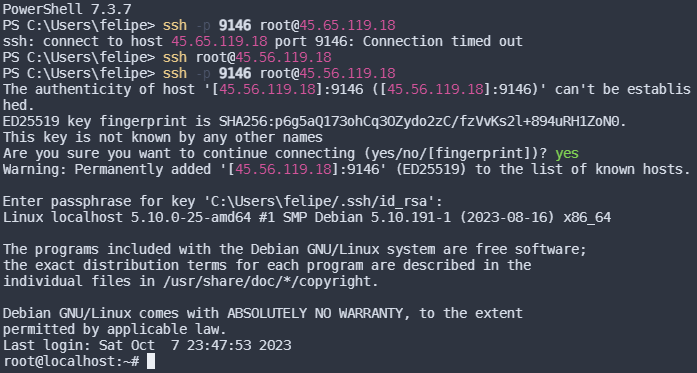 PowerShell 7.3.7
PS C:\Users\felipe> ssh -p 9146 root@45.65.119.18
ssh: connect to host 45.65.119.18 port 9146: Connection timed out
PS C:\Users\felipe> ssh root@45.56.119.18
PS C:\Users\felipe> ssh -p 9146 root@45.56.119.18
The authenticity of host '[45.56.119.18]:9146 ([45.56.119.18]:9146)' can't be establis
hed.
ED25519 key fingerprint is SHA256:p6g5aQ173ohCq3OZydo2zC/fzVvKs2l+894uRH1ZoN0.
This key is not known by any other names
Are you sure you want to continue connecting (yes/no/[fingerprint])? yes
Warning: Permanently added '[45.56.119.18]:9146' (ED25519) to the list of known hosts.
Enter passphrase for key 'C:\Users\felipe/.ssh/id_rsa':
Linux localhost 5.10.0-25-amd64 #1 SMP Debian 5.10.191-1 (2023-08-16) x86_64
The programs included with the Debian GNU/Linux system are free software;
the exact distribution terms for each program are described in the
individual files in /usr/share/doc/*/copyright.
Debian GNU/Linux comes with ABSOLUTELY NO WARRANTY, to the extent
permitted by applicable law.
Last login: Sat Oct  7 23:47:53 2023
root@localhost:~#